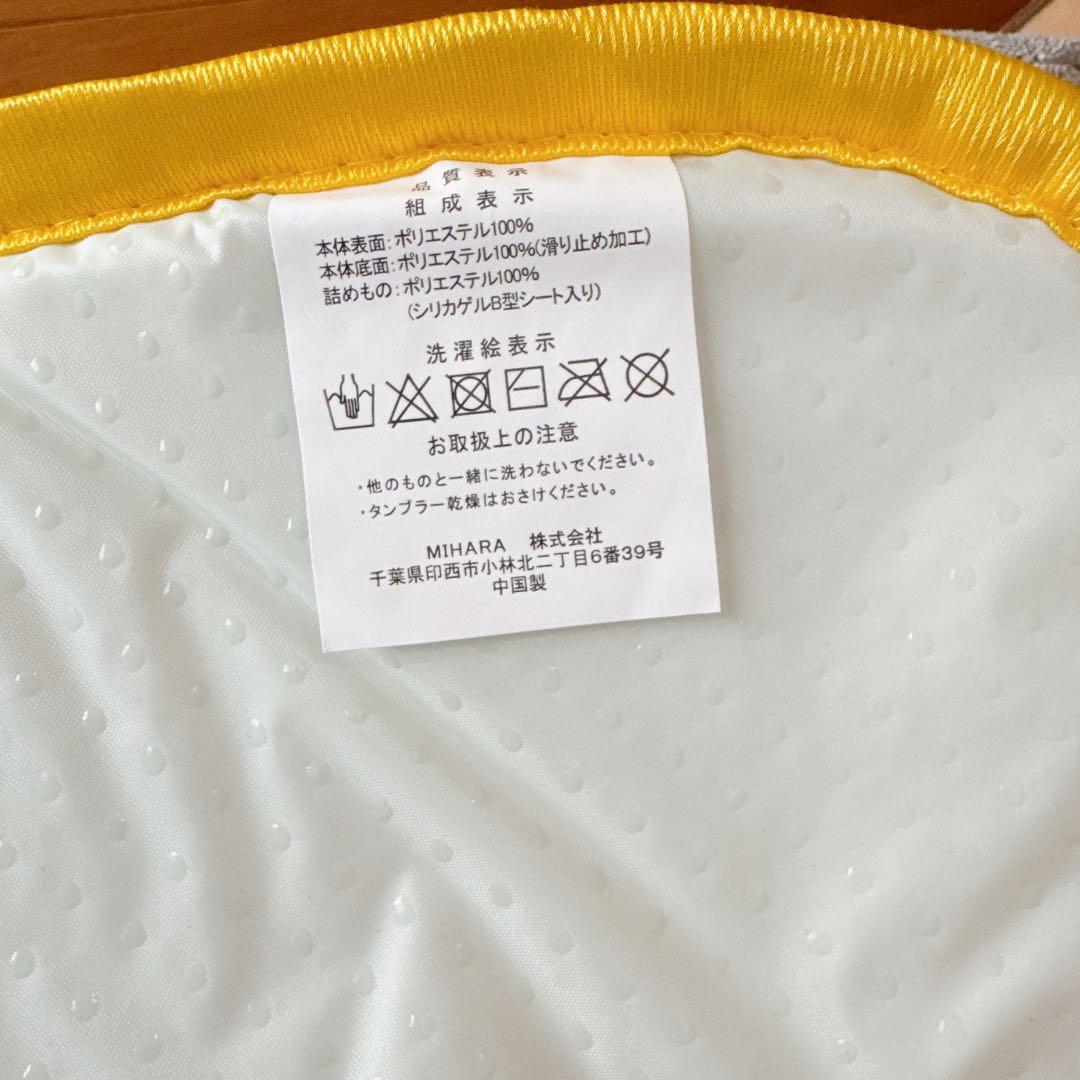 品質表示
組成表示
本体表面:ポリエステル100%
本体底面:ポリエステル100%(滑り止め加工)
詰めもの:ポリエステル100%
(シリカゲルB型シート入り)
洗濯絵表示
お取扱上の注意
・他のものと一緒に洗わないでください。
・タンブラー乾燥はおさけください。
MIHARA 株式会社
千葉県印西市小林北二丁目6番39号
中国製